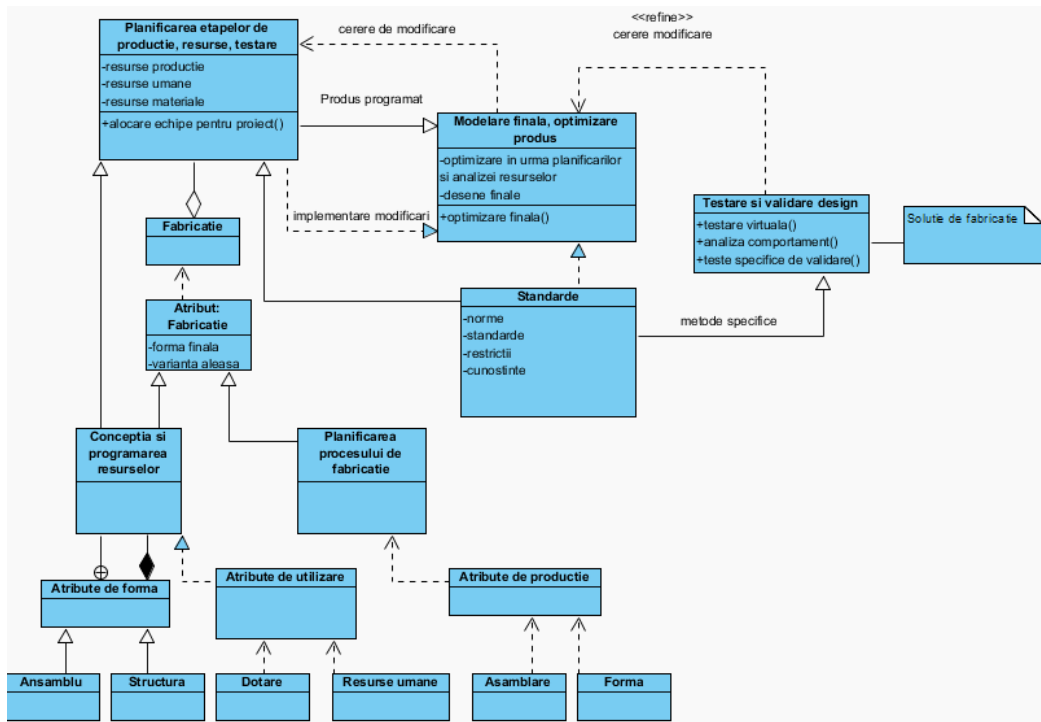 Planificarea etapelor de
productie, resurse, testare
-resurse productie
-resurse umane
-resurse materiale
+alocare echipe pentru proiect()
cerere de modificare
<<refine>>
cerere modificare
Produs programat
Modelare finala, optimizare
produs
-optimizare in urma planificarilor
si analizei resurselor
-desene finale
+optimizare finala()
implementare modificari
Testare si validare design
+testare virtuala()
+analiza comportament()
+teste specifice de validare()
Solutie de fabricatie
Fabricatie
Atribut:
Fabricatie
-forma finala
-varianta aleasa
Standarde
-norme
-standarde
-restrictii
-cunostinte
metode specifice
Conceptia si
programarea
resurselor
Planificarea
procesului de
fabricatie
Atribute de forma
Atribute de utilizare
Atribute de productie
Ansamblu
Structura
Dotare
Resurse umane
Asamblare
Forma